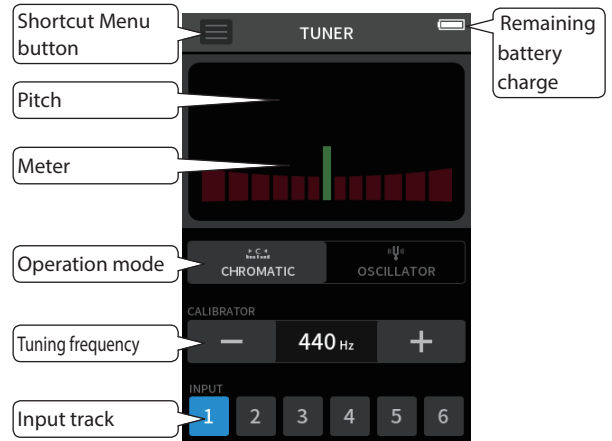 Shortcut Menu
button
TUNER
Remaining
battery
charge
Pitch
Meter
Operation mode
C
CHROMATIC
OSCILLATOR
CALIBRATOR
Tuning frequency
− 440 Hz +
INPUT
Input track
1 2 3 4 5 6